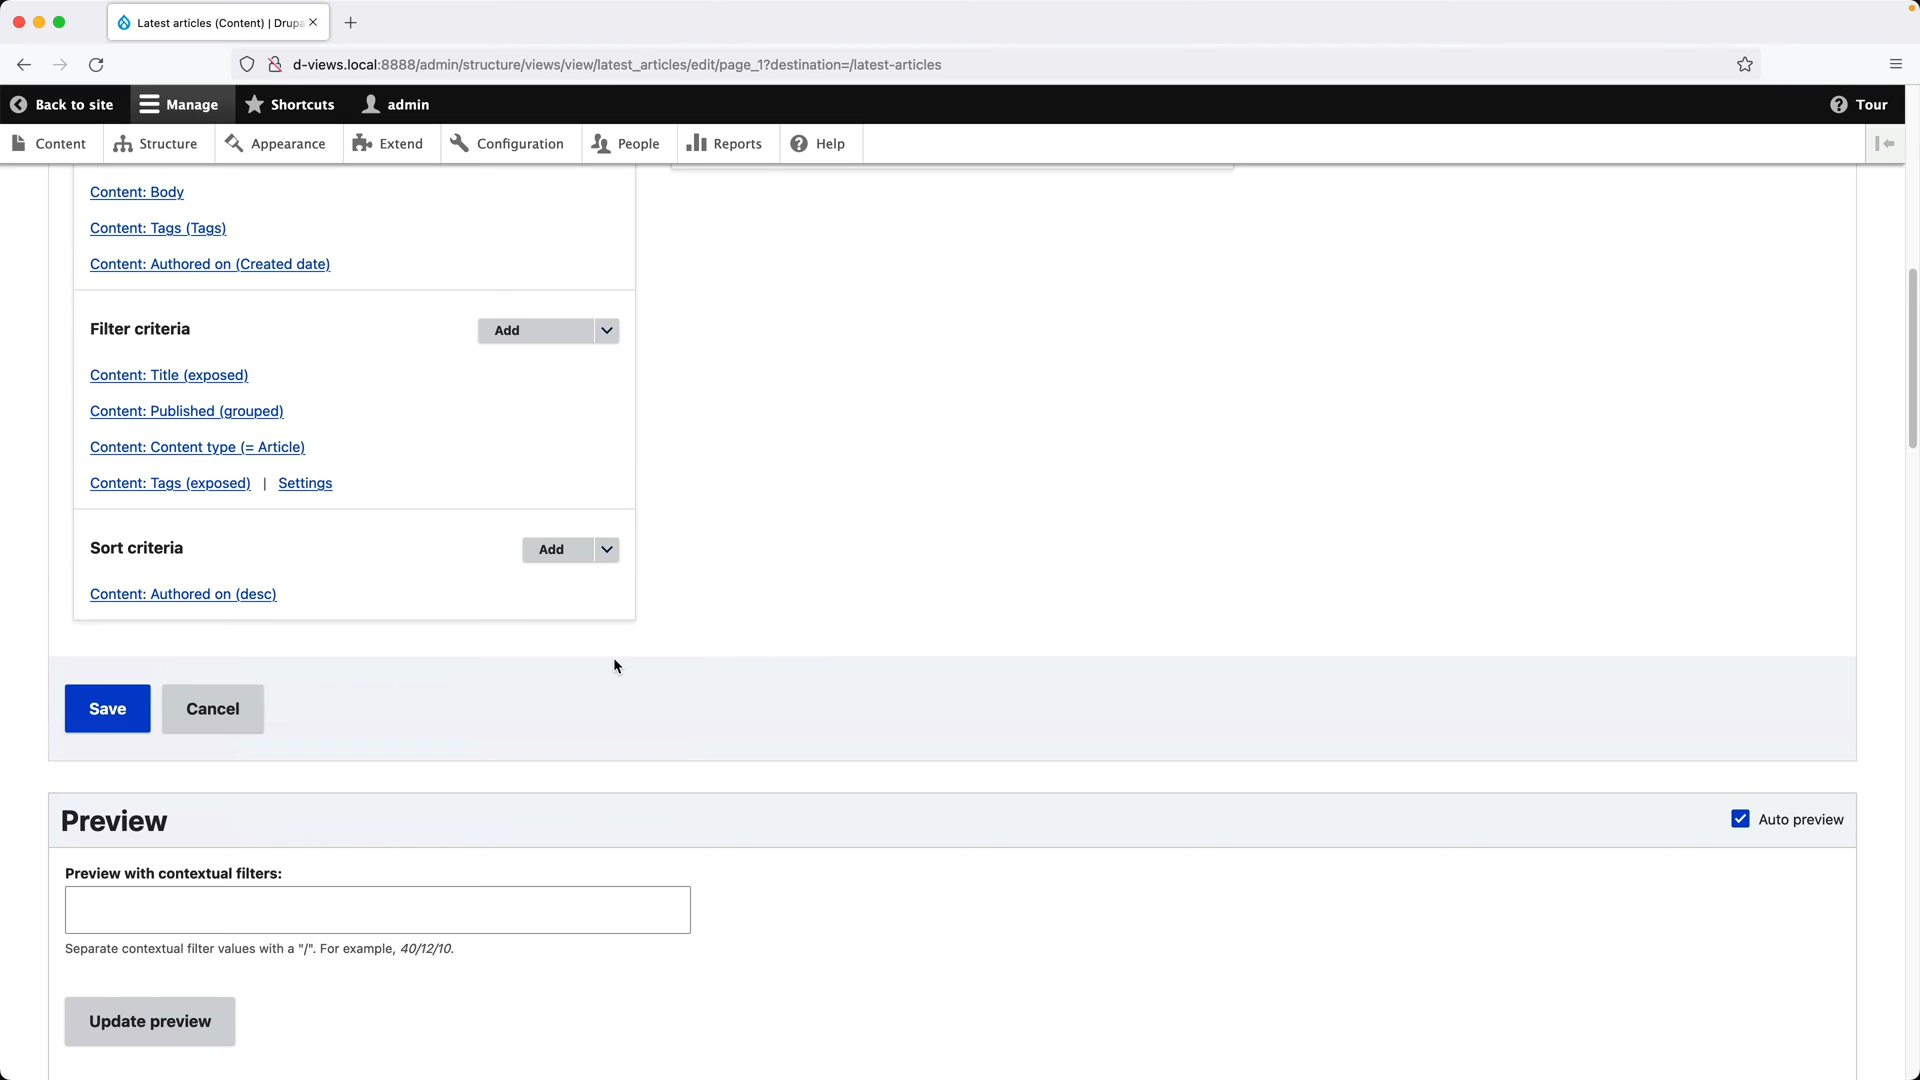 Latest articles (Content) | Drupa
d-views.local:8888/admin/structure/views/view/latest_articles/edit/page_1?destination=/latest-articles
Back to site Manage Shortcuts admin Tour
Content Structure Appearance Extend Configuration People Reports Help
Content: Body
Content: Tags (Tags)
Content: Authored on (Created date)
Filter criteria Add
Content: Title (exposed)
Content: Published (grouped)
Content: Content type (= Article)
Content: Tags (exposed) | Settings
Sort criteria Add
Content: Authored on (desc)
Save Cancel
Preview Auto preview
Preview with contextual filters:
Separate contextual filter values with a "/". For example, 40/12/10.
Update preview